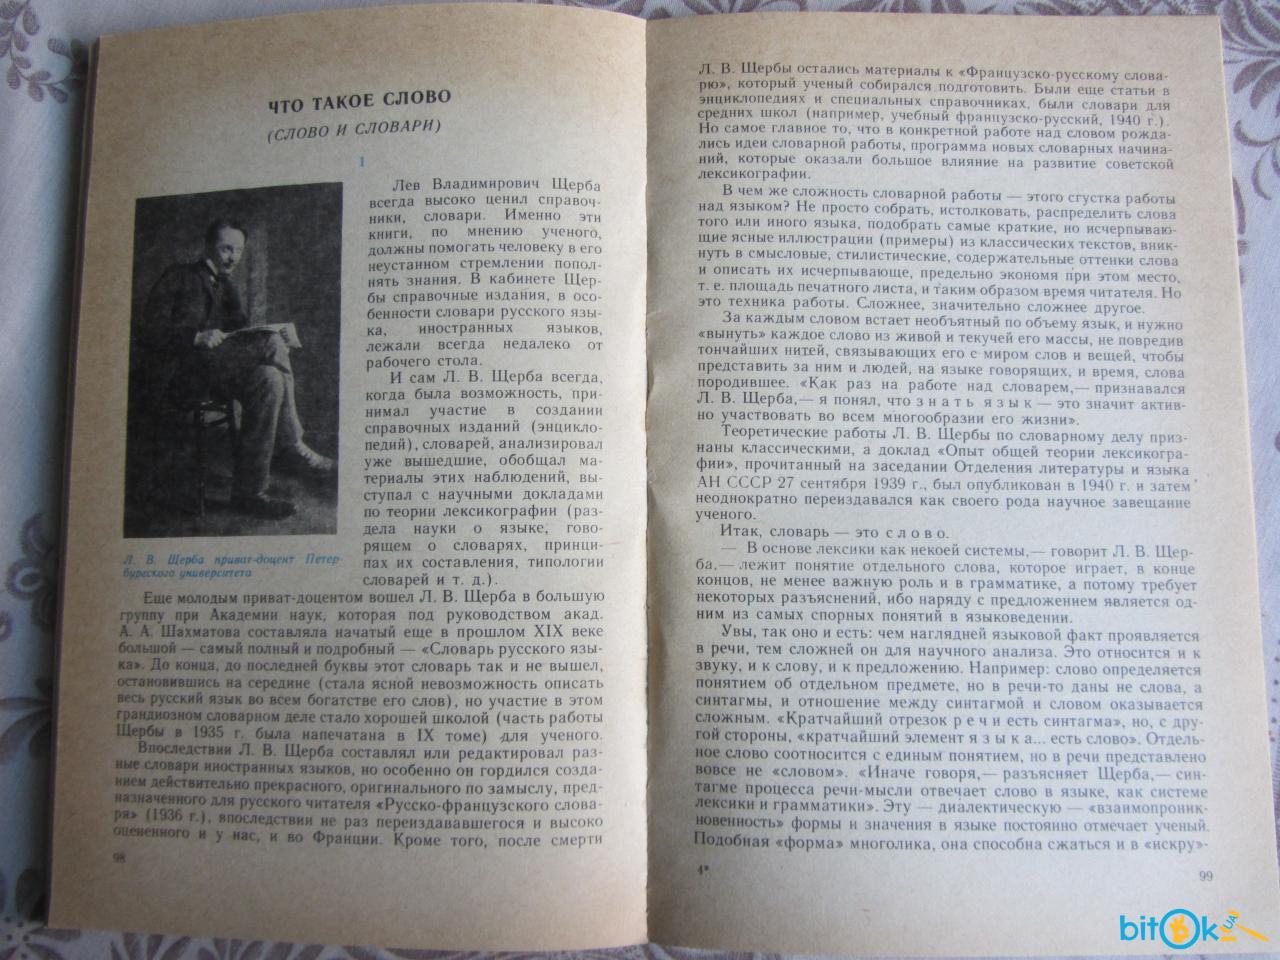 ЧТО ТАКОЕ СЛОВО
(СЛОВО И СЛОВАРИ)
1
Лев Владимирович Щерба
всегда высоко ценил справоч-
ники, словари. Именно эти
книги, по мнению ученого,
должны помогать человеку в его
неустанном стремлении попол-
нять знания. В кабинете Щер-
бы справочные издания, в осо-
бенности словари русского язы-
ка, иностранных языков,
лежали всегда недалеко от
рабочего стола.
И сам Л. В. Щерба всегда,
когда была возможность, при-
нимал участие в создании
справочных изданий (энцикло-
педий), словарей, анализировал
уже вышедшие, обобщал ма-
териалы этих наблюдений, вы-
ступал с научными докладами
по теории лексикографии (раз-
дела науки о языке, гово-
рящем о словарях, принци-
пах их составления, типологии
словарей и т. д.).
Л. В. Щерба приват-доцент Петер-
бургского университета
Еще молодым приват-доцентом вошел Л. В. Щерба в большую
группу при Академии наук, которая под руководством акад.
А. А. Шахматова составляла начатый еще в прошлом XIX веке
большой — самый полный и подробный — «Словарь русского язы-
ка». До конца, до последней буквы этот словарь так и не вышел,
остановившись на середине (стала ясной невозможность описать
весь русский язык во всем богатстве его слов), но участие в этом
грандиозном словарном деле стало хорошей школой (часть работы
Щербы в 1935 г. была напечатана в IX томе) для ученого.
Впоследствии Л. В. Щерба составлял или редактировал раз-
ные словари иностранных языков, но особенно он гордился созда-
нием действительно прекрасного, оригинального по замыслу, пред-
назначенного для русского читателя «Русско-французского слова-
ря» (1936 г.), впоследствии не раз переиздававшегося и высоко
оцененного и у нас, и во Франции. Кроме того, после смерти
98
Л. В. Щербы остались материалы к «Французско-русскому слова-
рю», который ученый собирался подготовить. Были еще статьи в
энциклопедиях и специальных справочниках, были словари для
средних школ (например, учебный французско-русский, 1940 г.).
Но самое главное то, что в конкретной работе над словом рожда-
лись идеи словарной работы, программа новых словарных начина-
ний, которые оказали большое влияние на развитие советской
лексикографии.
В чем же сложность словарной работы — этого сгустка работы
над языком? Не просто собрать, истолковать, распределить слова
того или иного языка, подобрать самые краткие, но исчерпываю-
щие ясные иллюстрации (примеры) из классических текстов, вник-
нуть в смысловые, стилистические, содержательные оттенки слова
и описать их исчерпывающе, предельно экономя при этом место,
т. е. площадь печатного листа, и таким образом время читателя. Но
это техника работы. Сложнее, значительно сложнее другое.
За каждым словом встает необъятный по объему язык, и нужно
«вынуть» каждое слово из живой и текучей его массы, не повредив
тончайших нитей, связывающих его с миром слов и вещей, чтобы
представить за ним и людей, на языке говорящих, и время, слова
породившее. «Как раз на работе над словарем,— признавался
Л. В. Щерба,— я понял, что з н а т ь я з ы к — это значит актив-
но участвовать во всем многообразии его жизни».
Теоретические работы Л. В. Щербы по словарному делу приз-
наны классическими, а доклад «Опыт общей теории лексикогра-
фии», прочитанный на заседании Отделения литературы и языка
АН СССР 27 сентября 1939 г., был опубликован в 1940 г. и затем
неоднократно переиздавался как своего рода научное завещание
ученого.
Итак, словарь — это с л о в о.
— В основе лексики как некоей системы,— говорит Л. В. Щер-
ба,— лежит понятие отдельного слова, которое играет, в конце
концов, не менее важную роль и в грамматике, а потому требует
некоторых разъяснений, ибо наряду с предложением является од-
ним из самых спорных понятий в языковедении.
Увы, так оно и есть: чем наглядней языковой факт проявляется
в речи, тем сложней он для научного анализа. Это относится и к
звуку, и к слову, и к предложению. Например: слово определяется
понятием об отдельном предмете, но в речи-то даны не слова, а
синтагмы, и отношение между синтагмой и словом оказывается
сложным. «Кратчайший отрезок р е ч и есть синтагма», но, с дру-
гой стороны, «кратчайший элемент я з ы к а... есть слово». Отдель-
ное слово соотносится с единым понятием, но в речи представлено
вовсе не «словом». «Иначе говоря,— разъясняет Щерба,— син-
тагме процесса речи-мысли отвечает слово в языке, как системе
лексики и грамматики». Эту — диалектическую — «взаимопроник-
новенность» формы и значения в языке постоянно отмечает ученый.
Подобная «форма» многолика, она способна сжаться и в «искру»-
4*
99
bitOk
UA